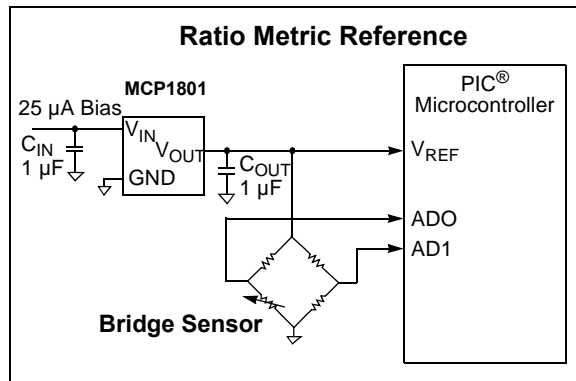 Ratio Metric Reference
MCP1801
PIC®
Microcontroller
25 µA Bias
VIN
VOUT
GND
CIN
1 µF
COUT
1 µF
VREF
ADO
AD1
Bridge Sensor